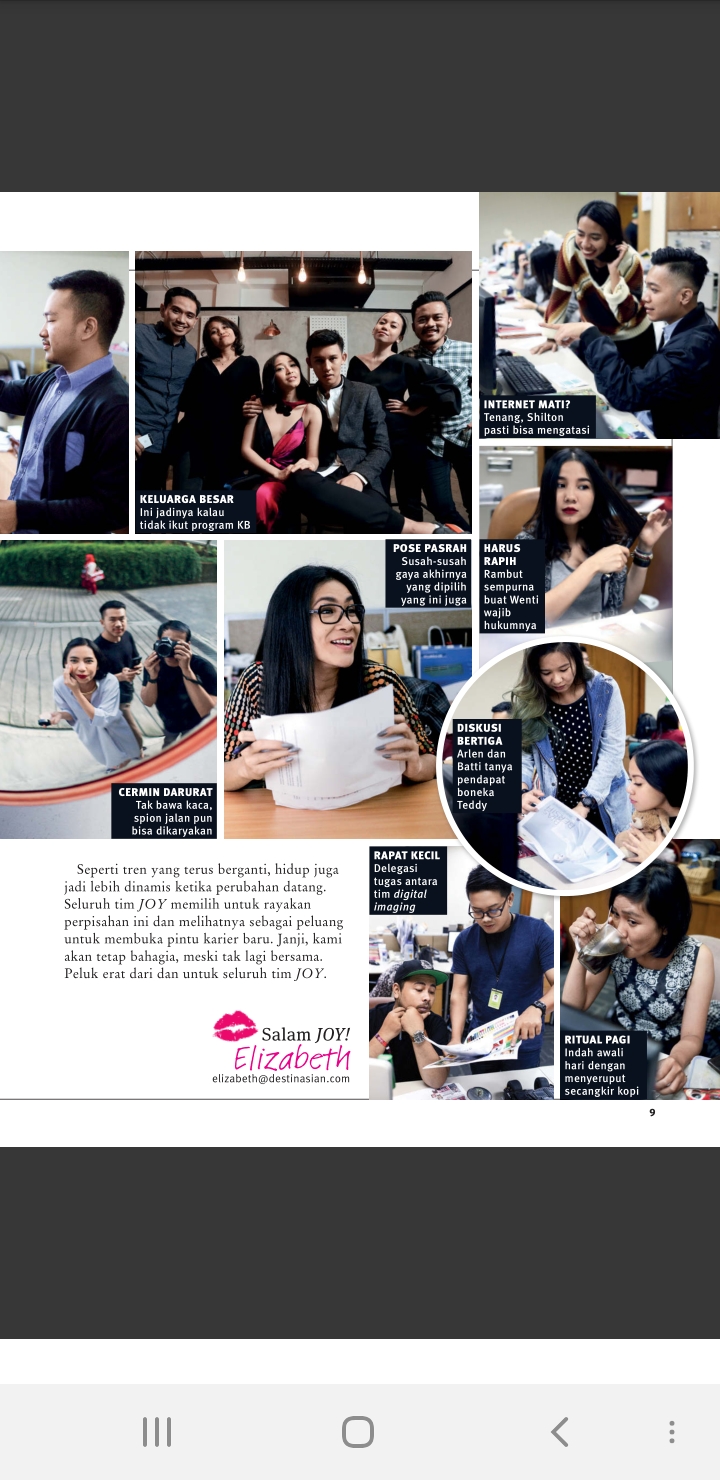 INTERNET MATI?
Tenang, Shilton
pasti bisa mengatasi
KELUARGA BESAR
Ini jadinya kalau
tidak ikut program KB
POSE PASRAH
Susah-susah
gaya akhirnya
yang dipilih
yang ini juga
HARUS
RAPIH
Rambut
sempurna
buat Wenti
wajib
hukumnya
CERMIN DARURAT
Tak bawa kaca,
spion jalan pun
bisa dikaryakan
DISKUSI
BERTIGA
Arlen dan
Batti tanya
pendapat
boneka
Teddy
Seperti tren yang terus berganti, hidup juga
jadi lebih dinamis ketika perubahan datang.
Seluruh tim JOY memilih untuk rayakan
perpisahan ini dan melihatnya sebagai peluang
untuk membuka pintu karier baru. Janji, kami
akan tetap bahagia, meski tak lagi bersama.
Peluk erat dari dan untuk seluruh tim JOY.
Salam JOY!
Elizabeth
elizabeth@destinasian.com
RAPAT KECIL
Delegasi
tugas antara
tim digital
imaging
RITUAL PAGI
Indah awali
hari dengan
menyeruput
secangkir kopi
9